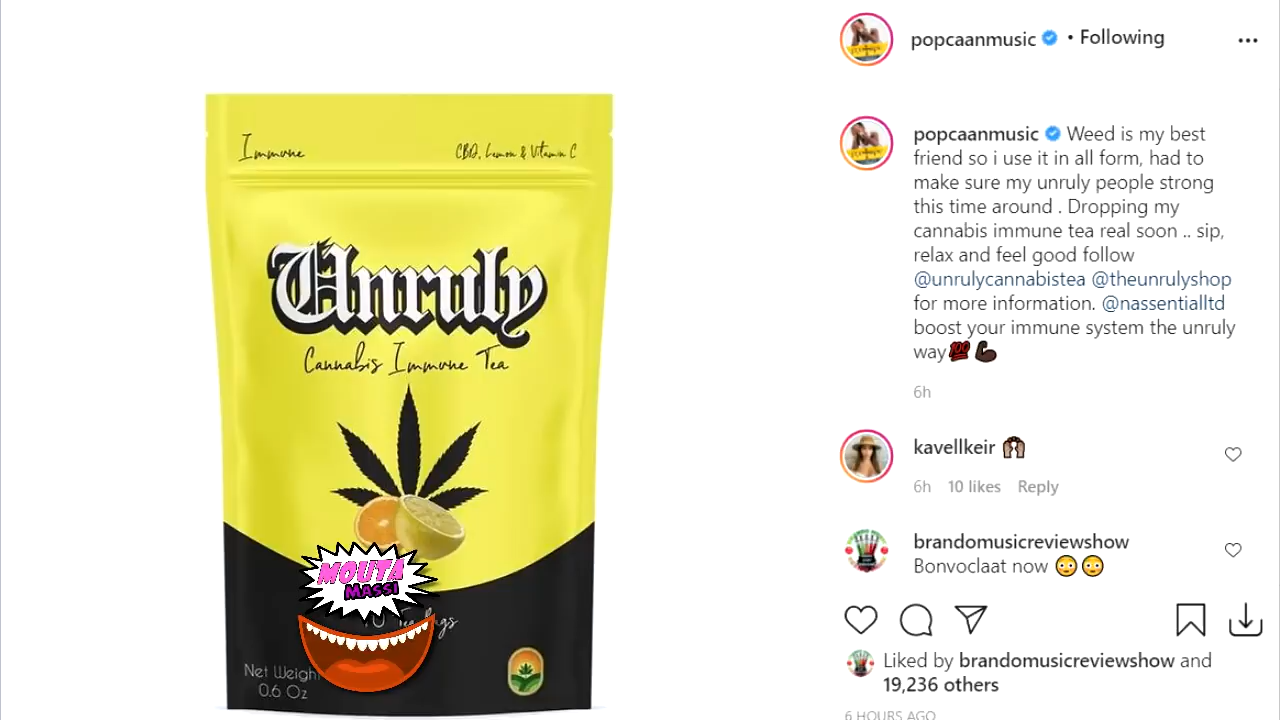 Immune
CBD, Lemon & Vitamin C
Unruly
Cannabis Immune Tea
MOUTA
MASSI
Net Weight
0.6 Oz
popcaanmusic • Following
popcaanmusic Weed is my best
friend so i use it in all form, had to
make sure my unruly people strong
this time around . Dropping my
cannabis immune tea real soon .. sip,
relax and feel good follow
@unrulycannabistea @theunrulyshop
for more information. @nassentialltd
boost your immune system the unruly
way💯 💪🏿
6h
kavellkeir 🙌🏽
6h 10 likes Reply
brandomusicreviewshow
Bonvoclaat now 😳😳
Liked by brandomusicreviewshow and
19,236 others
6 HOURS AGO